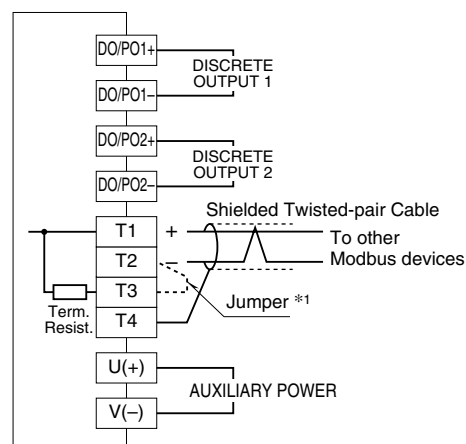 DO/PO1+
DISCRETE
OUTPUT 1
DO/PO1–
DO/PO2+
DISCRETE
OUTPUT 2
DO/PO2–
Shielded Twisted-pair Cable
T1 +
To other
Modbus devices
T2 –
T3
Jumper *1
Term.
Resist.
T4
U(+)
AUXILIARY POWER
V(–)